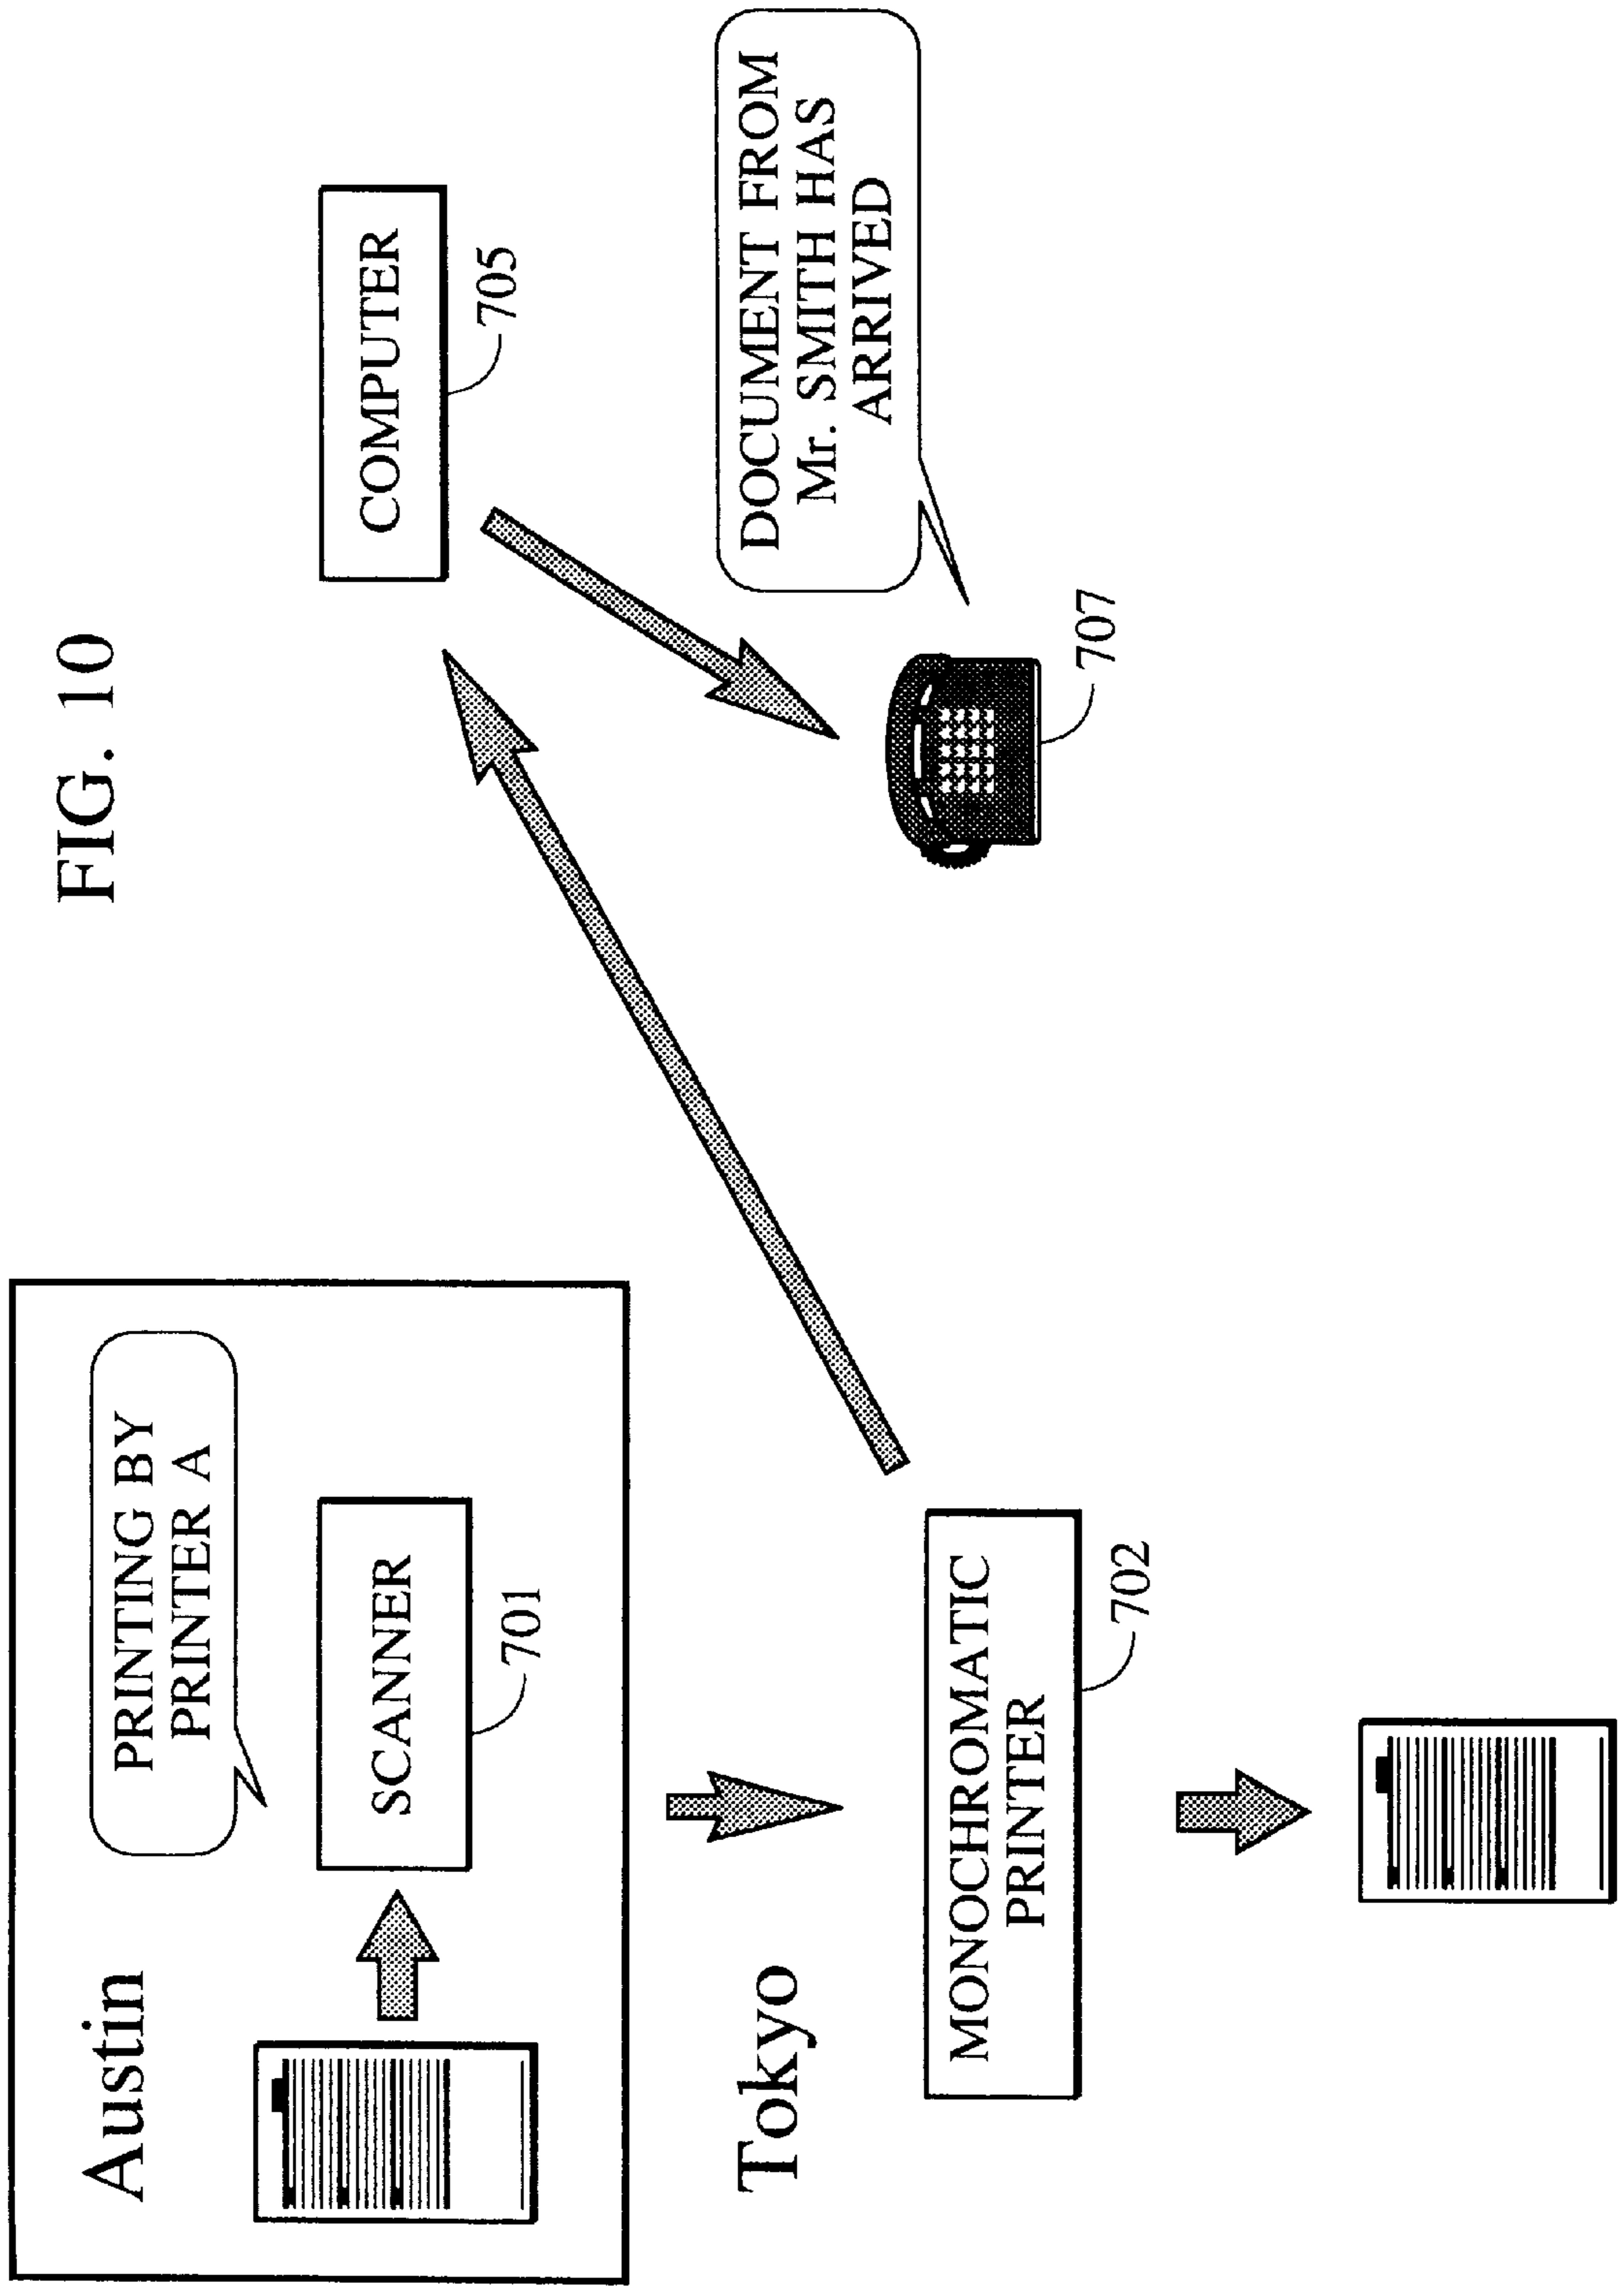 FIG. 10
Austin
PRINTING BY
PRINTER A
SCANNER
701
COMPUTER
705
Tokyo
MONOCHROMATIC
PRINTER
702
DOCUMENT FROM
Mr. SMITH HAS
ARRIVED
707